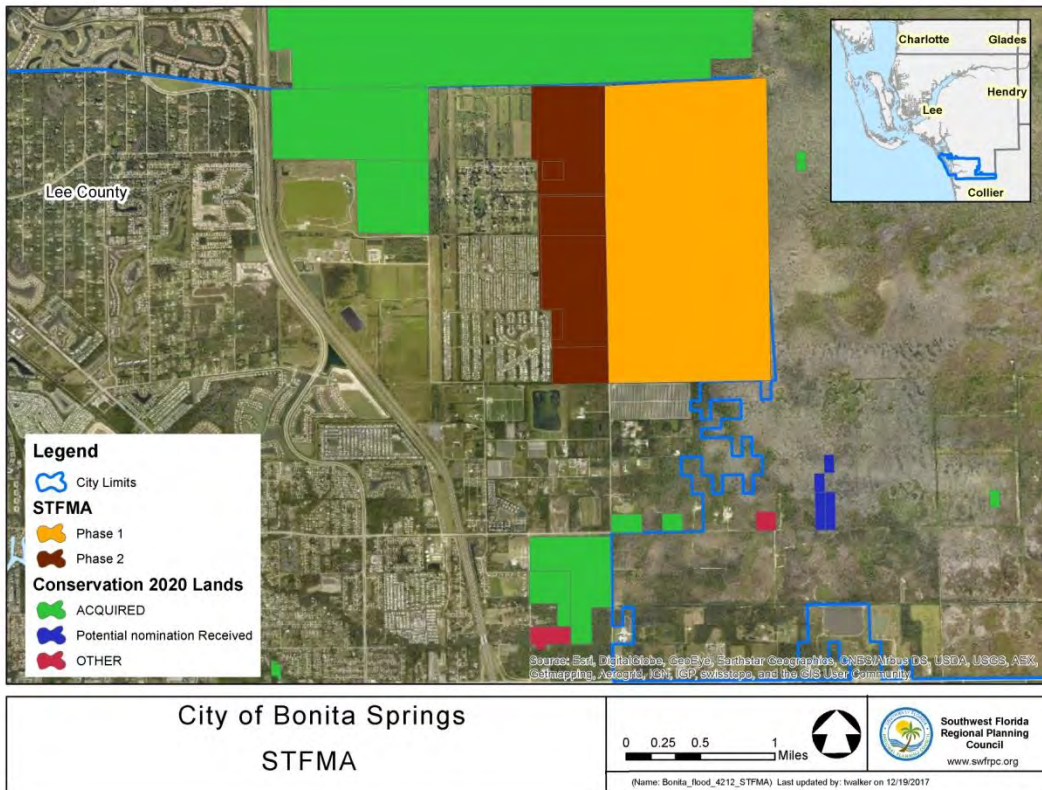 Charlotte
Glades
Hendry
Lee
Collier
Lee County
Legend
City Limits
STFMA
Phase 1
Phase 2
Conservation 2020 Lands
ACQUIRED
Potential nomination Received
OTHER
Source: Esri, DigitalGlobe, GeoEye, Earthstar Geographics, CNES/Airbus DS, USDA, USGS, AEX,
Getmapping, Aerogrid, IGN, IGP, swisstopo, and the GIS User Community
City of Bonita Springs
STFMA
0 0.25 0.5 1
Miles
Southwest Florida
Regional Planning
Council
www.swfrpc.org
(Name: Bonita_flood_4212_STFMA) Last updated by: twalker on 12/19/2017